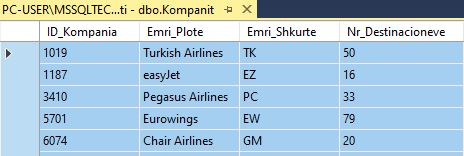 PC-USER\MSSQLTEC...ti - dbo.Kompanit
ID_Kompania Emri_Plote Emri_Shkurte Nr_Destinacioneve
1019 Turkish Airlines TK 50
1187 easyJet EZ 16
3410 Pegasus Airlines PC 33
5701 Eurowings EW 79
6074 Chair Airlines GM 20